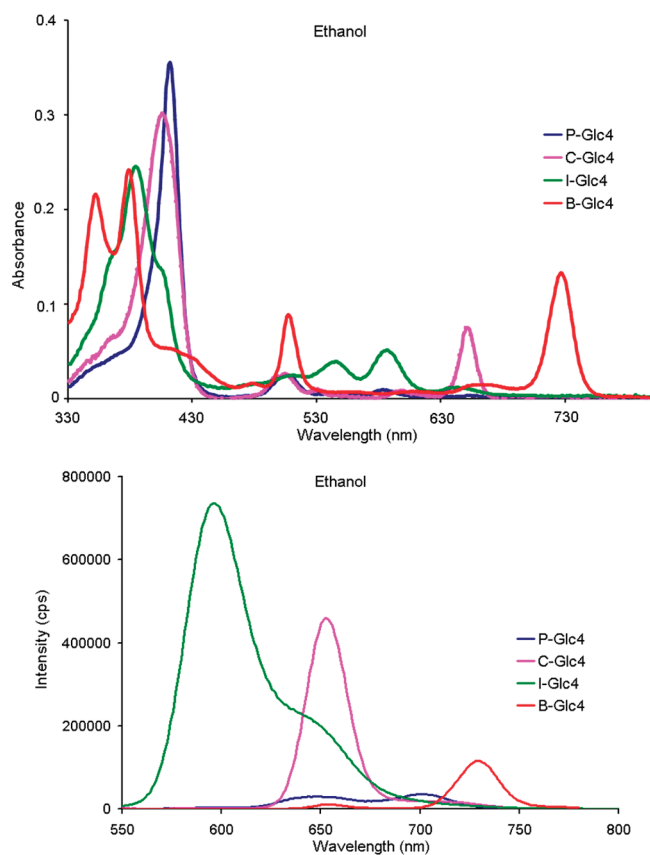 Ethanol
0.4
0.3
0.2
0.1
0
Absorbance
P-Glc4
C-Glc4
I-Glc4
B-Glc4
330 430 530 630 730
Wavelength (nm)
Ethanol
800000
600000
400000
200000
0
Intensity (cps)
P-Glc4
C-Glc4
I-Glc4
B-Glc4
550 600 650 700 750 800
Wavelength (nm)